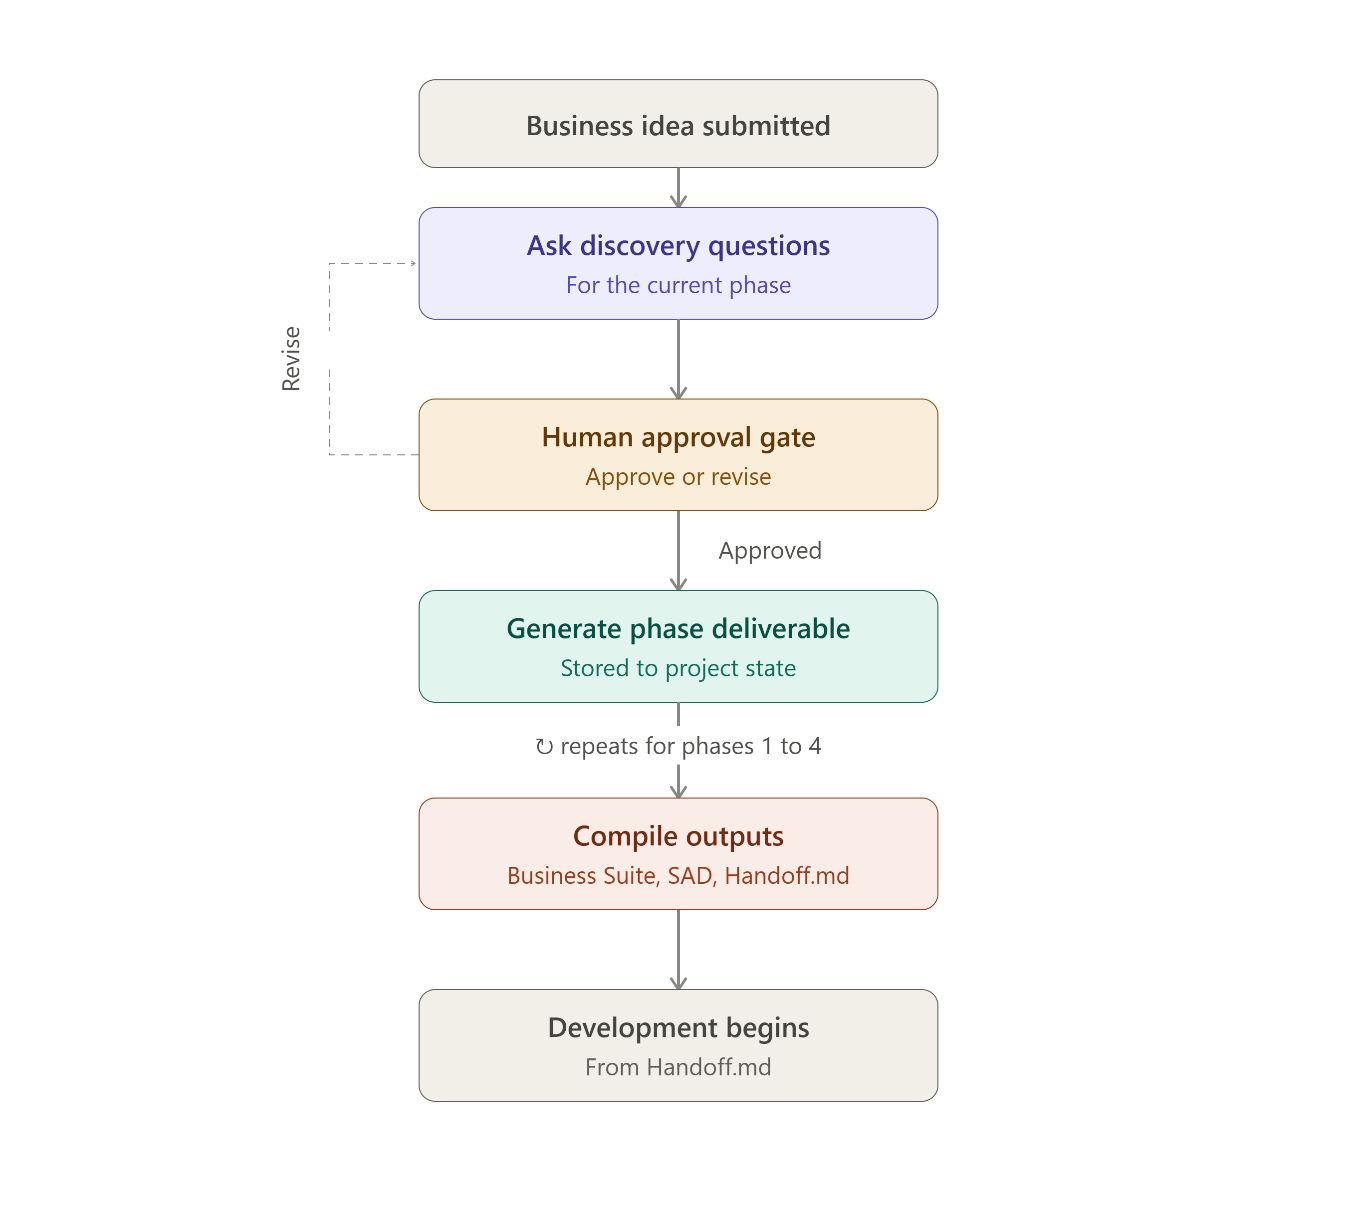 Business idea submitted
Ask discovery questions
For the current phase
Revise
Human approval gate
Approve or revise
Approved
Generate phase deliverable
Stored to project state
↻ repeats for phases 1 to 4
Compile outputs
Business Suite, SAD, Handoff.md
Development begins
From Handoff.md